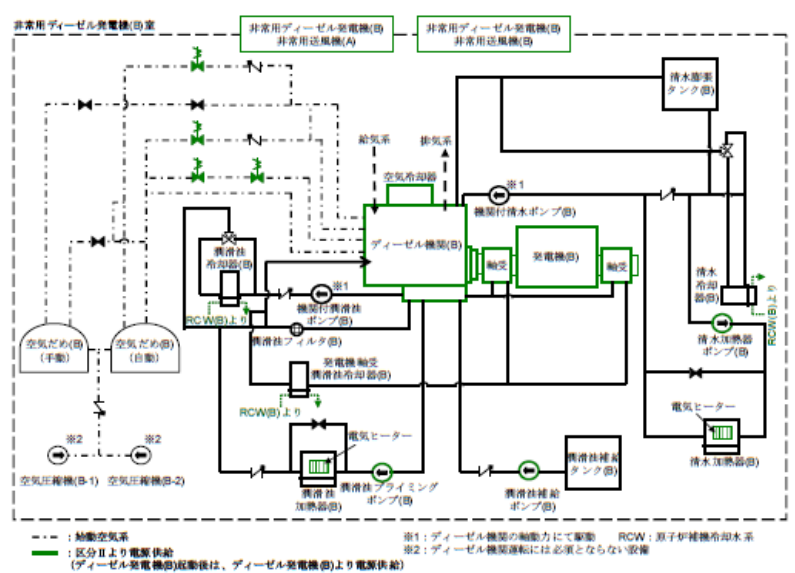 非常用ディーゼル発電機(B)室
非常用ディーゼル発電機(B)
非常用送風機(A)
非常用ディーゼル発電機(B)
非常用送風機(B)
清水膨張
タンク(B)
給気系
排気系
空気冷却器
※1
機関付清水ポンプ(B)
ディーゼル機関(B)
軸受
発電機(B)
軸受
潤滑油
冷却器(B)
清水
冷却
器(B)
RCW(B)より
※1
機関付潤滑油
ポンプ(B)
RCW(B)より
潤滑油フィルタ(B)
清水加熱器
ポンプ(B)
空気だめ(B)
(手動)
空気だめ(B)
(自動)
発電機軸受
潤滑油冷却器(B)
RCW(B)より
電気ヒーター
電気ヒーター
※2
※2
空気圧縮機(B-1)
空気圧縮機(B-2)
潤滑油
加熱器(B)
潤滑油プライミング
ポンプ(B)
潤滑油補給
タンク(B)
潤滑油補給
ポンプ(B)
清水加熱器(B)
:始動空気系
:区分Ⅱより電源供給
(ディーゼル発電機(B)起動後は、ディーゼル発電機(B)より電源供給)
※1:ディーゼル機関の軸動力にて駆動
RCW:原子炉補機冷却水系
※2:ディーゼル機関運転には必須とならない設備